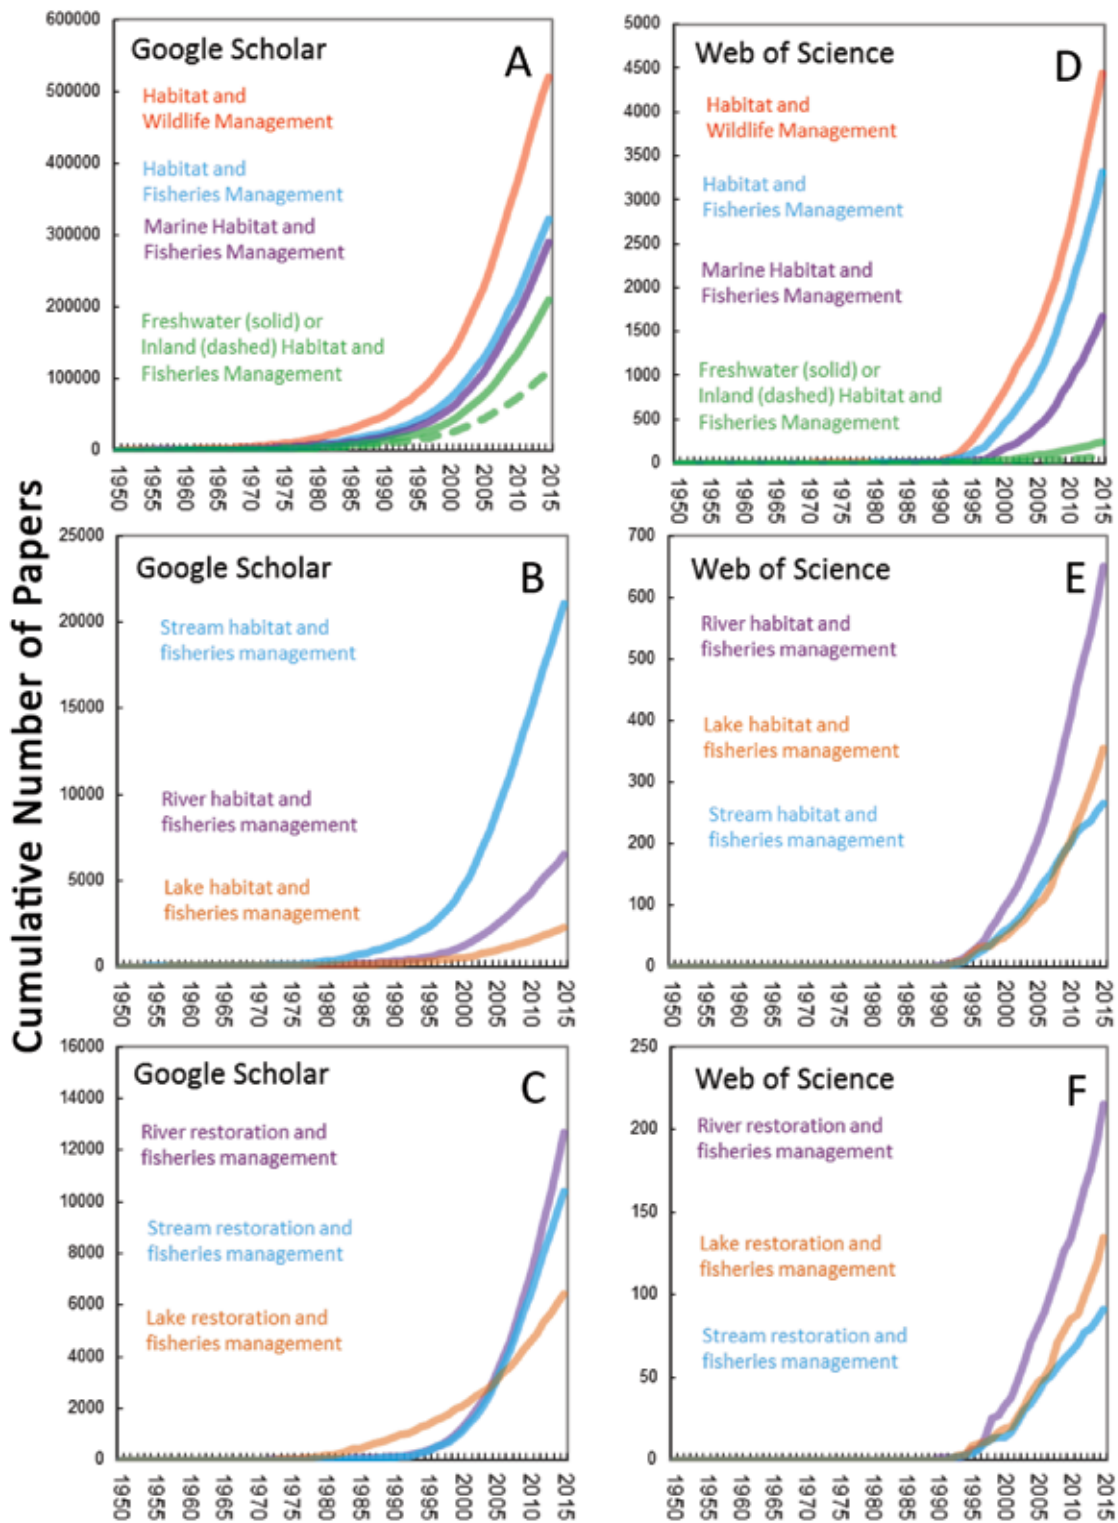 Cumulative Number of Papers
600000
500000
400000
300000
200000
100000
0
Google Scholar
A
Habitat and
Wildlife Management
Habitat and
Fisheries Management
Marine Habitat and
Fisheries Management
Freshwater (solid) or
Inland (dashed) Habitat and
Fisheries Management
1950
1955
1960
1965
1970
1975
1980
1985
1990
1995
2000
2005
2010
2015
5000
4500
4000
3500
3000
2500
2000
1500
1000
500
0
Web of Science
D
Habitat and
Wildlife Management
Habitat and
Fisheries Management
Marine Habitat and
Fisheries Management
Freshwater (solid) or
Inland (dashed) Habitat and
Fisheries Management
1950
1955
1960
1965
1970
1975
1980
1985
1990
1995
2000
2005
2010
2015
25000
20000
15000
10000
5000
0
Google Scholar
B
Stream habitat and
fisheries management
River habitat and
fisheries management
Lake habitat and
fisheries management
1950
1955
1960
1965
1970
1975
1980
1985
1990
1995
2000
2005
2010
2015
700
600
500
400
300
200
100
0
Web of Science
E
River habitat and
fisheries management
Lake habitat and
fisheries management
Stream habitat and
fisheries management
1950
1955
1960
1965
1970
1975
1980
1985
1990
1995
2000
2005
2010
2015
16000
14000
12000
10000
8000
6000
4000
2000
0
Google Scholar
C
River restoration and
fisheries management
Stream restoration and
fisheries management
Lake restoration and
fisheries management
1950
1955
1960
1965
1970
1975
1980
1985
1990
1995
2000
2005
2010
2015
250
200
150
100
50
0
Web of Science
F
River restoration and
fisheries management
Lake restoration and
fisheries management
Stream restoration and
fisheries management
1950
1955
1960
1965
1970
1975
1980
1985
1990
1995
2000
2005
2010
2015